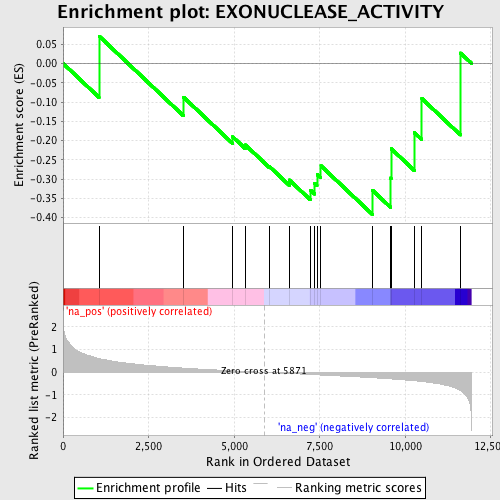 Enrichment plot: EXONUCLEASE_ACTIVITY
Enrichment score (ES)
0.05
0.00
-0.05
-0.10
-0.15
-0.20
-0.25
-0.30
-0.35
-0.40
'na_pos' (positively correlated)
Ranked list metric (PreRanked)
2
1
0
-1
-2
Zero cross at 5871
'na_neg' (negatively correlated)
0
2,500
5,000
7,500
10,000
12,500
Rank in Ordered Dataset
Enrichment profile
Hits
Ranking metric scores